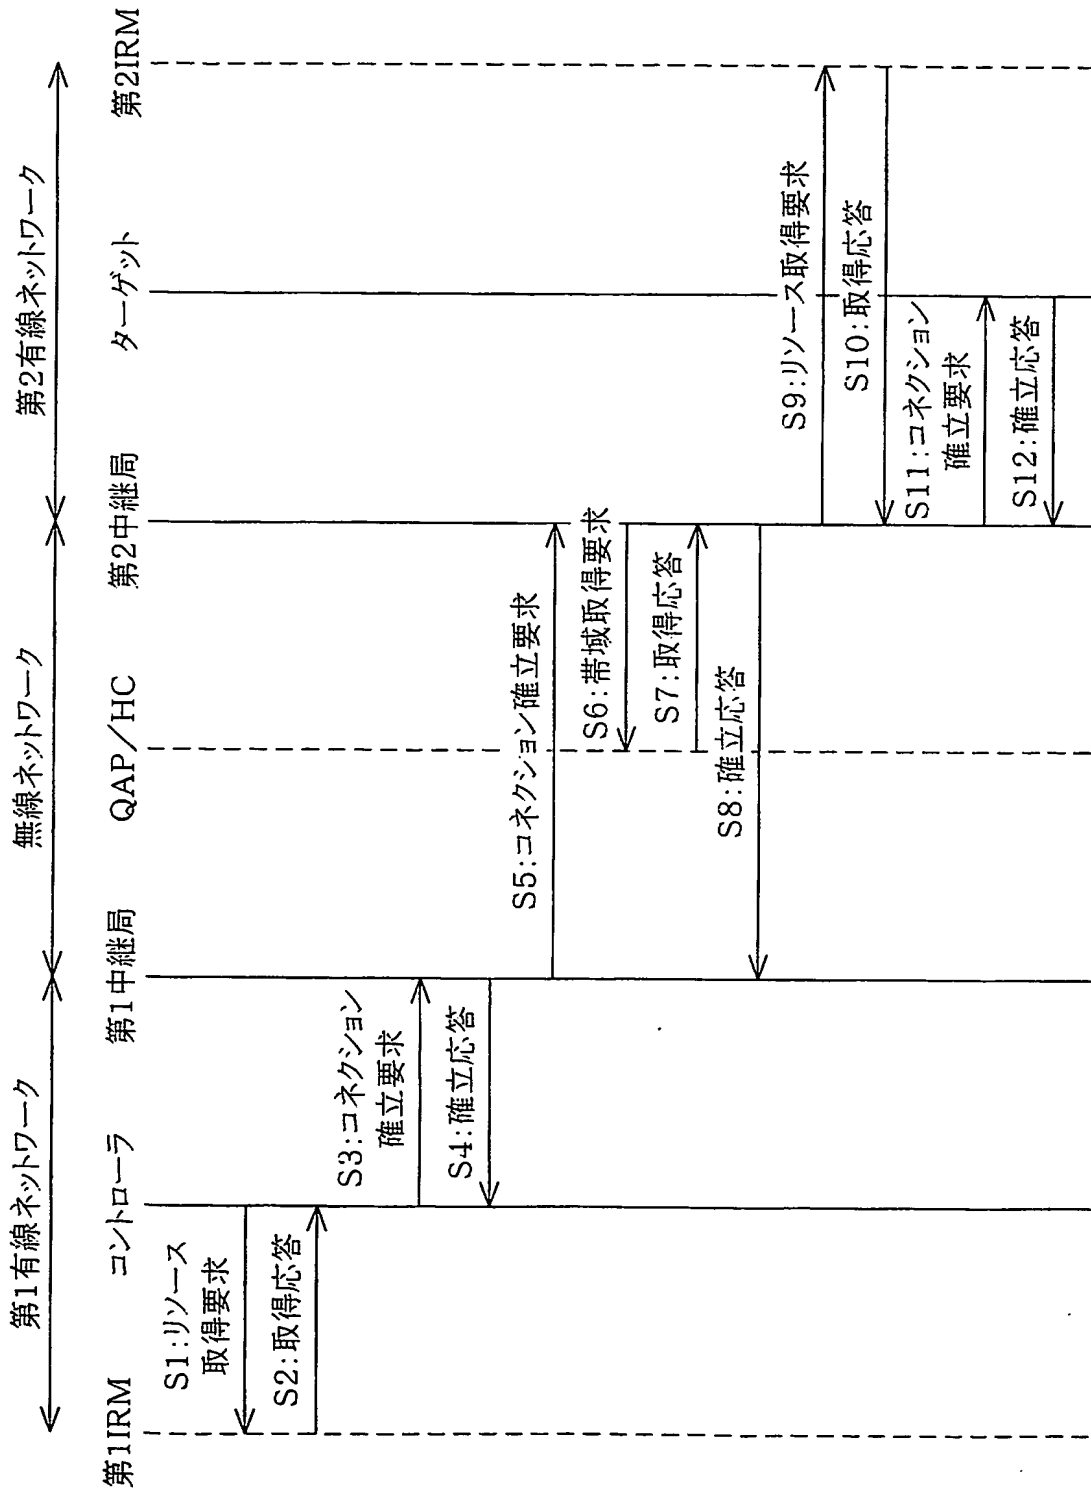 第1有線ネットワーク
無線ネットワーク
第2有線ネットワーク
第1IRM
コントローラ
第1中継局
QAP/HC
第2中継局
ターゲット
第2IRM
S1:リソース
取得要求
S2:取得応答
S3:コネクション
確立要求
S4:確立応答
S5:コネクション確立要求
S6:帯域取得要求
S7:取得応答
S8:確立応答
S9:リソース取得要求
S10:取得応答
S11:コネクション
確立要求
S12:確立応答